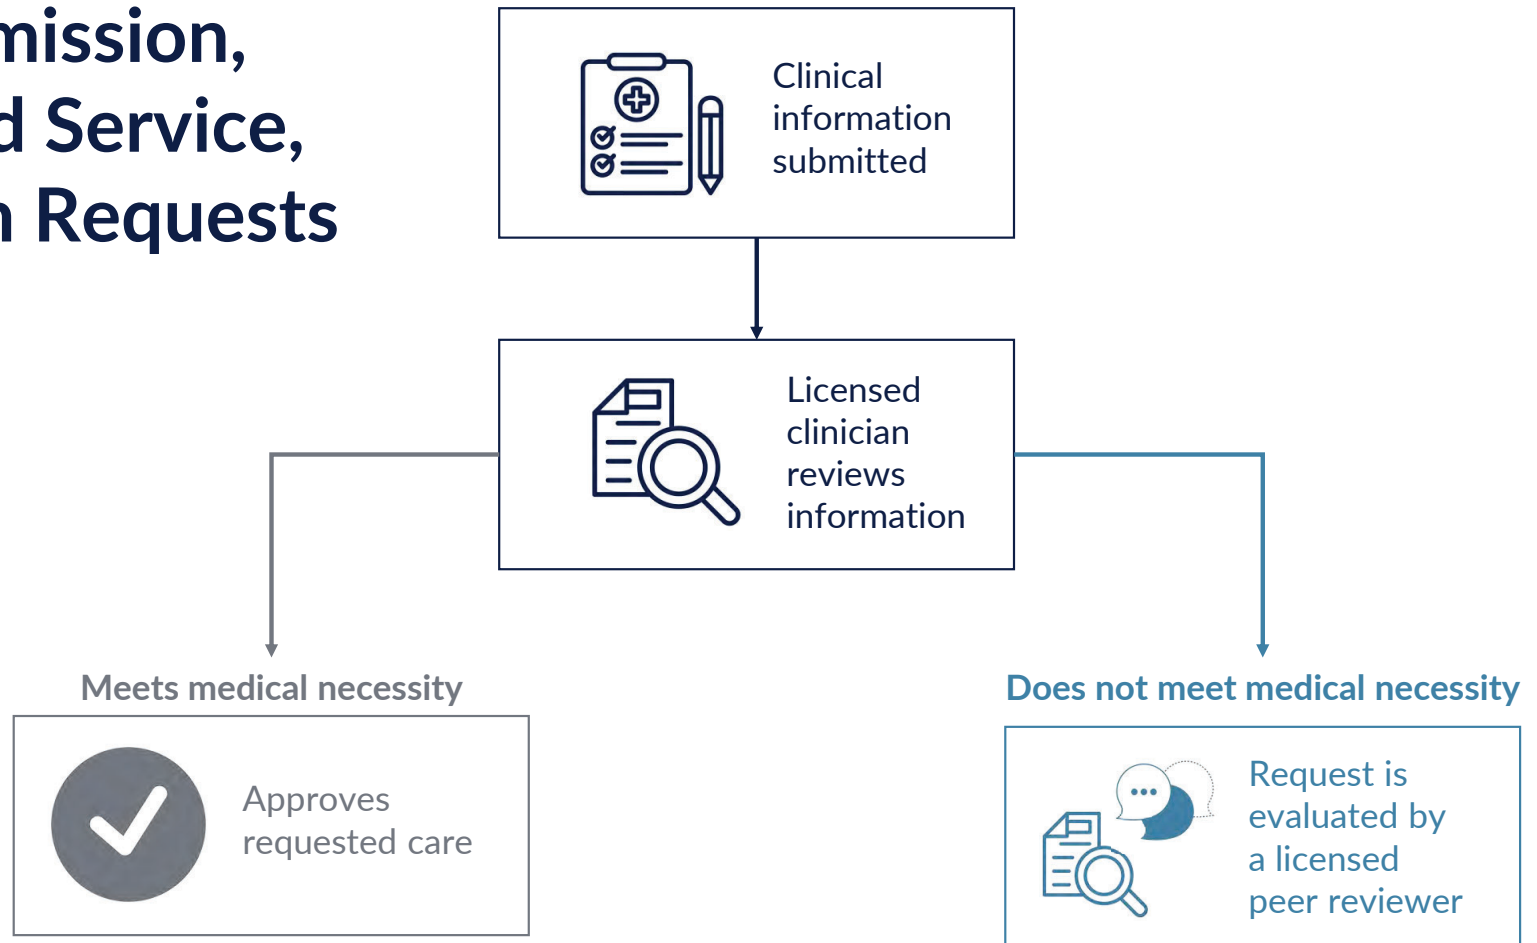 mission,
d Service,
n Requests
Clinical
information
submitted
Licensed
clinician
reviews
information
Meets medical necessity
Approves
requested care
Does not meet medical necessity
Request is
evaluated by
a licensed
peer reviewer